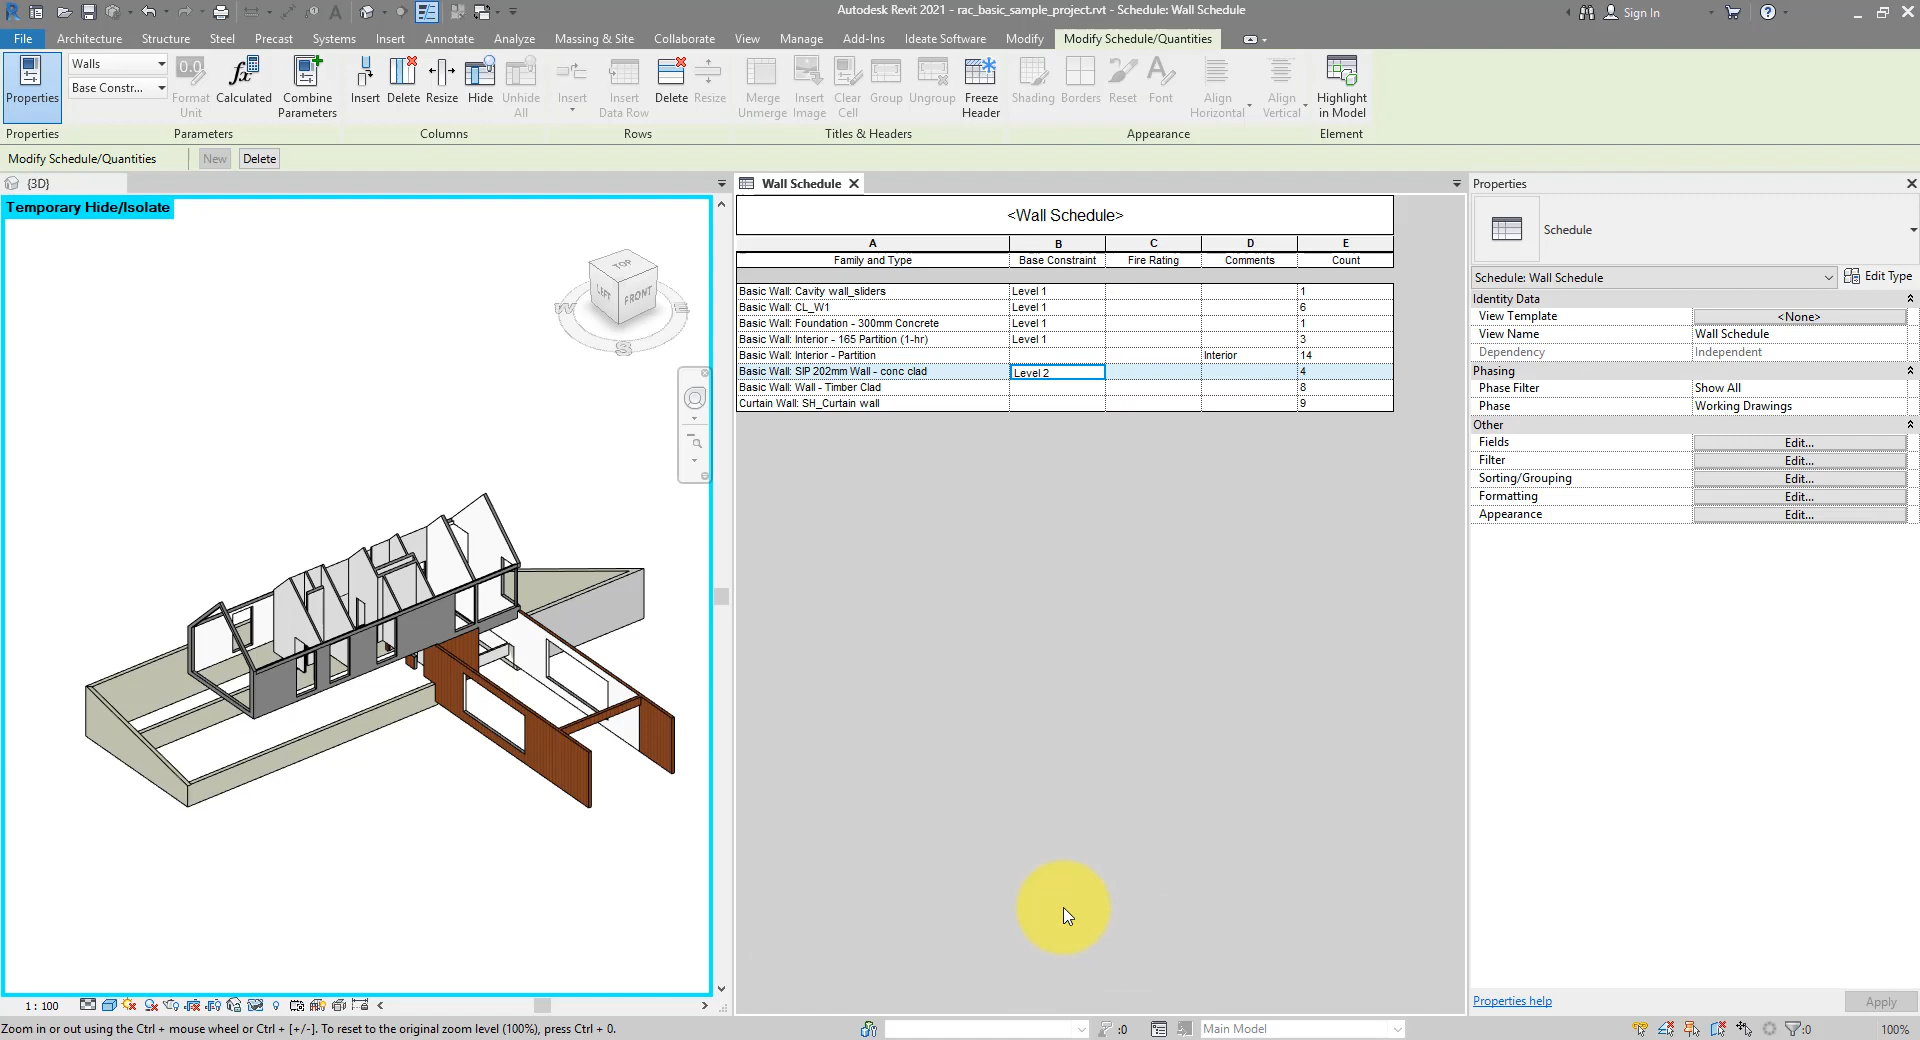 Autodesk Revit 2021 - rac_basic_sample_project.rvt - Schedule: Wall Schedule
Sign In
File Architecture Structure Steel Precast Systems Insert Annotate Analyze Massing & Site Collaborate View Manage Add-Ins Ideate Software Modify Modify Schedule/Quantities
Properties
Walls
Base Constr...
0.0
Format Unit
Calculated
Combine Parameters
Insert
Delete
Resize
Hide
Unhide All
Insert
Insert Data Row
Delete
Resize
Merge Unmerge
Insert Image
Clear Cell
Group
Ungroup
Freeze Header
Shading
Borders
Reset
Font
Align Horizontal
Align Vertical
Highlight in Model
Properties Parameters Columns Rows Titles & Headers Appearance Element
Modify Schedule/Quantities New Delete
{3D}
Wall Schedule
Properties
Temporary Hide/Isolate
TOP
LEFT FRONT
W E
S
<Wall Schedule>
A B C D E
Family and Type Base Constraint Fire Rating Comments Count
Basic Wall: Cavity wall_sliders Level 1 1
Basic Wall: CL_W1 Level 1 6
Basic Wall: Foundation - 300mm Concrete Level 1 1
Basic Wall: Interior - 165 Partition (1-hr) Level 1 3
Basic Wall: Interior - Partition Interior 14
Basic Wall: SIP 202mm Wall - conc clad Level 2 4
Basic Wall: Wall - Timber Clad 8
Curtain Wall: SH_Curtain wall 9
Schedule
Schedule: Wall Schedule Edit Type
Identity Data
View Template <None>
View Name Wall Schedule
Dependency Independent
Phasing
Phase Filter Show All
Phase Working Drawings
Other
Fields Edit...
Filter Edit...
Sorting/Grouping Edit...
Formatting Edit...
Appearance Edit...
Properties help Apply
1 : 100
Zoom in or out using the Ctrl + mouse wheel or Ctrl + [+/-]. To reset to the original zoom level (100%), press Ctrl + 0.
:0
Main Model
:0
100%